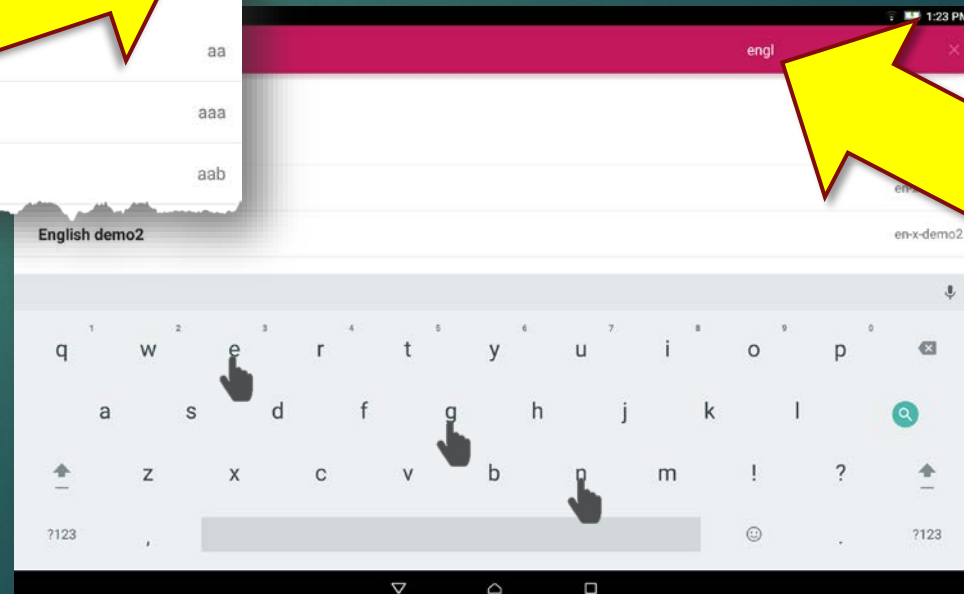 1:23 PM
engl
aa
aaa
aab
English demo2 en-x-demo2
1 2 3 4 5 6 7 8 9 0
q w e r t y u i o p
a s d f g h j k l
z x c v b n m ! ?
?123 , . ?123